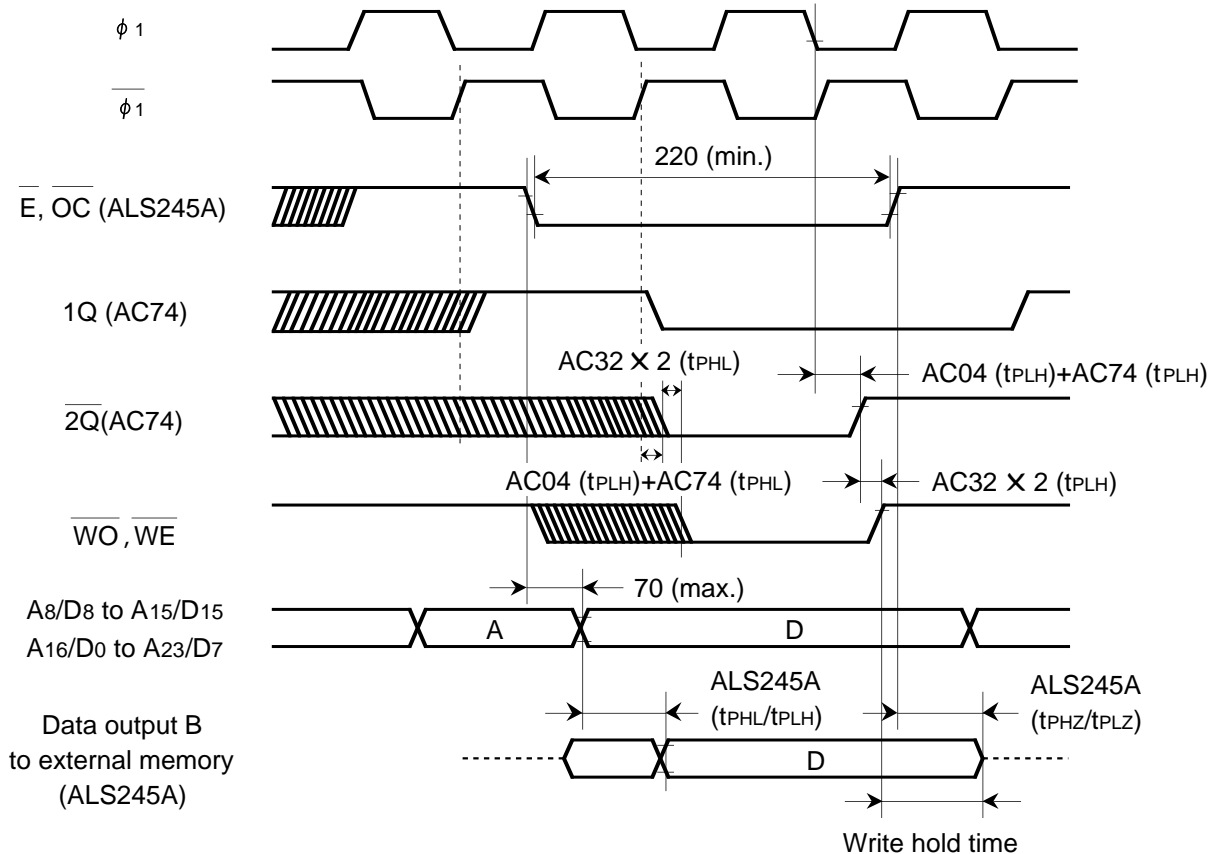 ϕ 1
ϕ 1
220 (min.)
E, OC (ALS245A)
1Q (AC74)
AC32 × 2 (tPHL)
AC04 (tPLH)+AC74 (tPLH)
2Q(AC74)
AC04 (tPLH)+AC74 (tPHL)
AC32 × 2 (tPLH)
WO , WE
70 (max.)
A8/D8 to A15/D15
A16/D0 to A23/D7
A
D
ALS245A
(tPHL/tPLH)
ALS245A
(tPHZ/tPLZ)
Data output B
to external memory
(ALS245A)
D
Write hold time